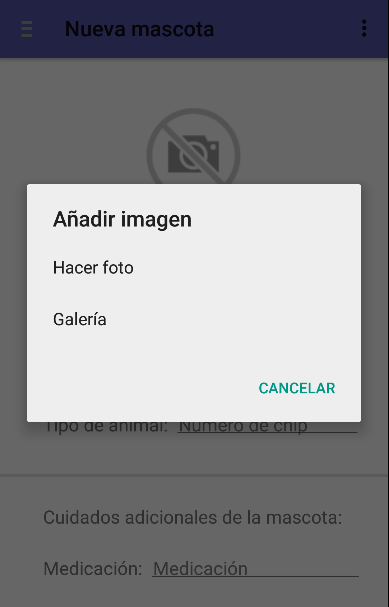 Nueva mascota
Añadir imagen
Hacer foto
Galería
CANCELAR
Tipo de animal: Número de chip
Cuidados adicionales de la mascota:
Medicación: Medicación